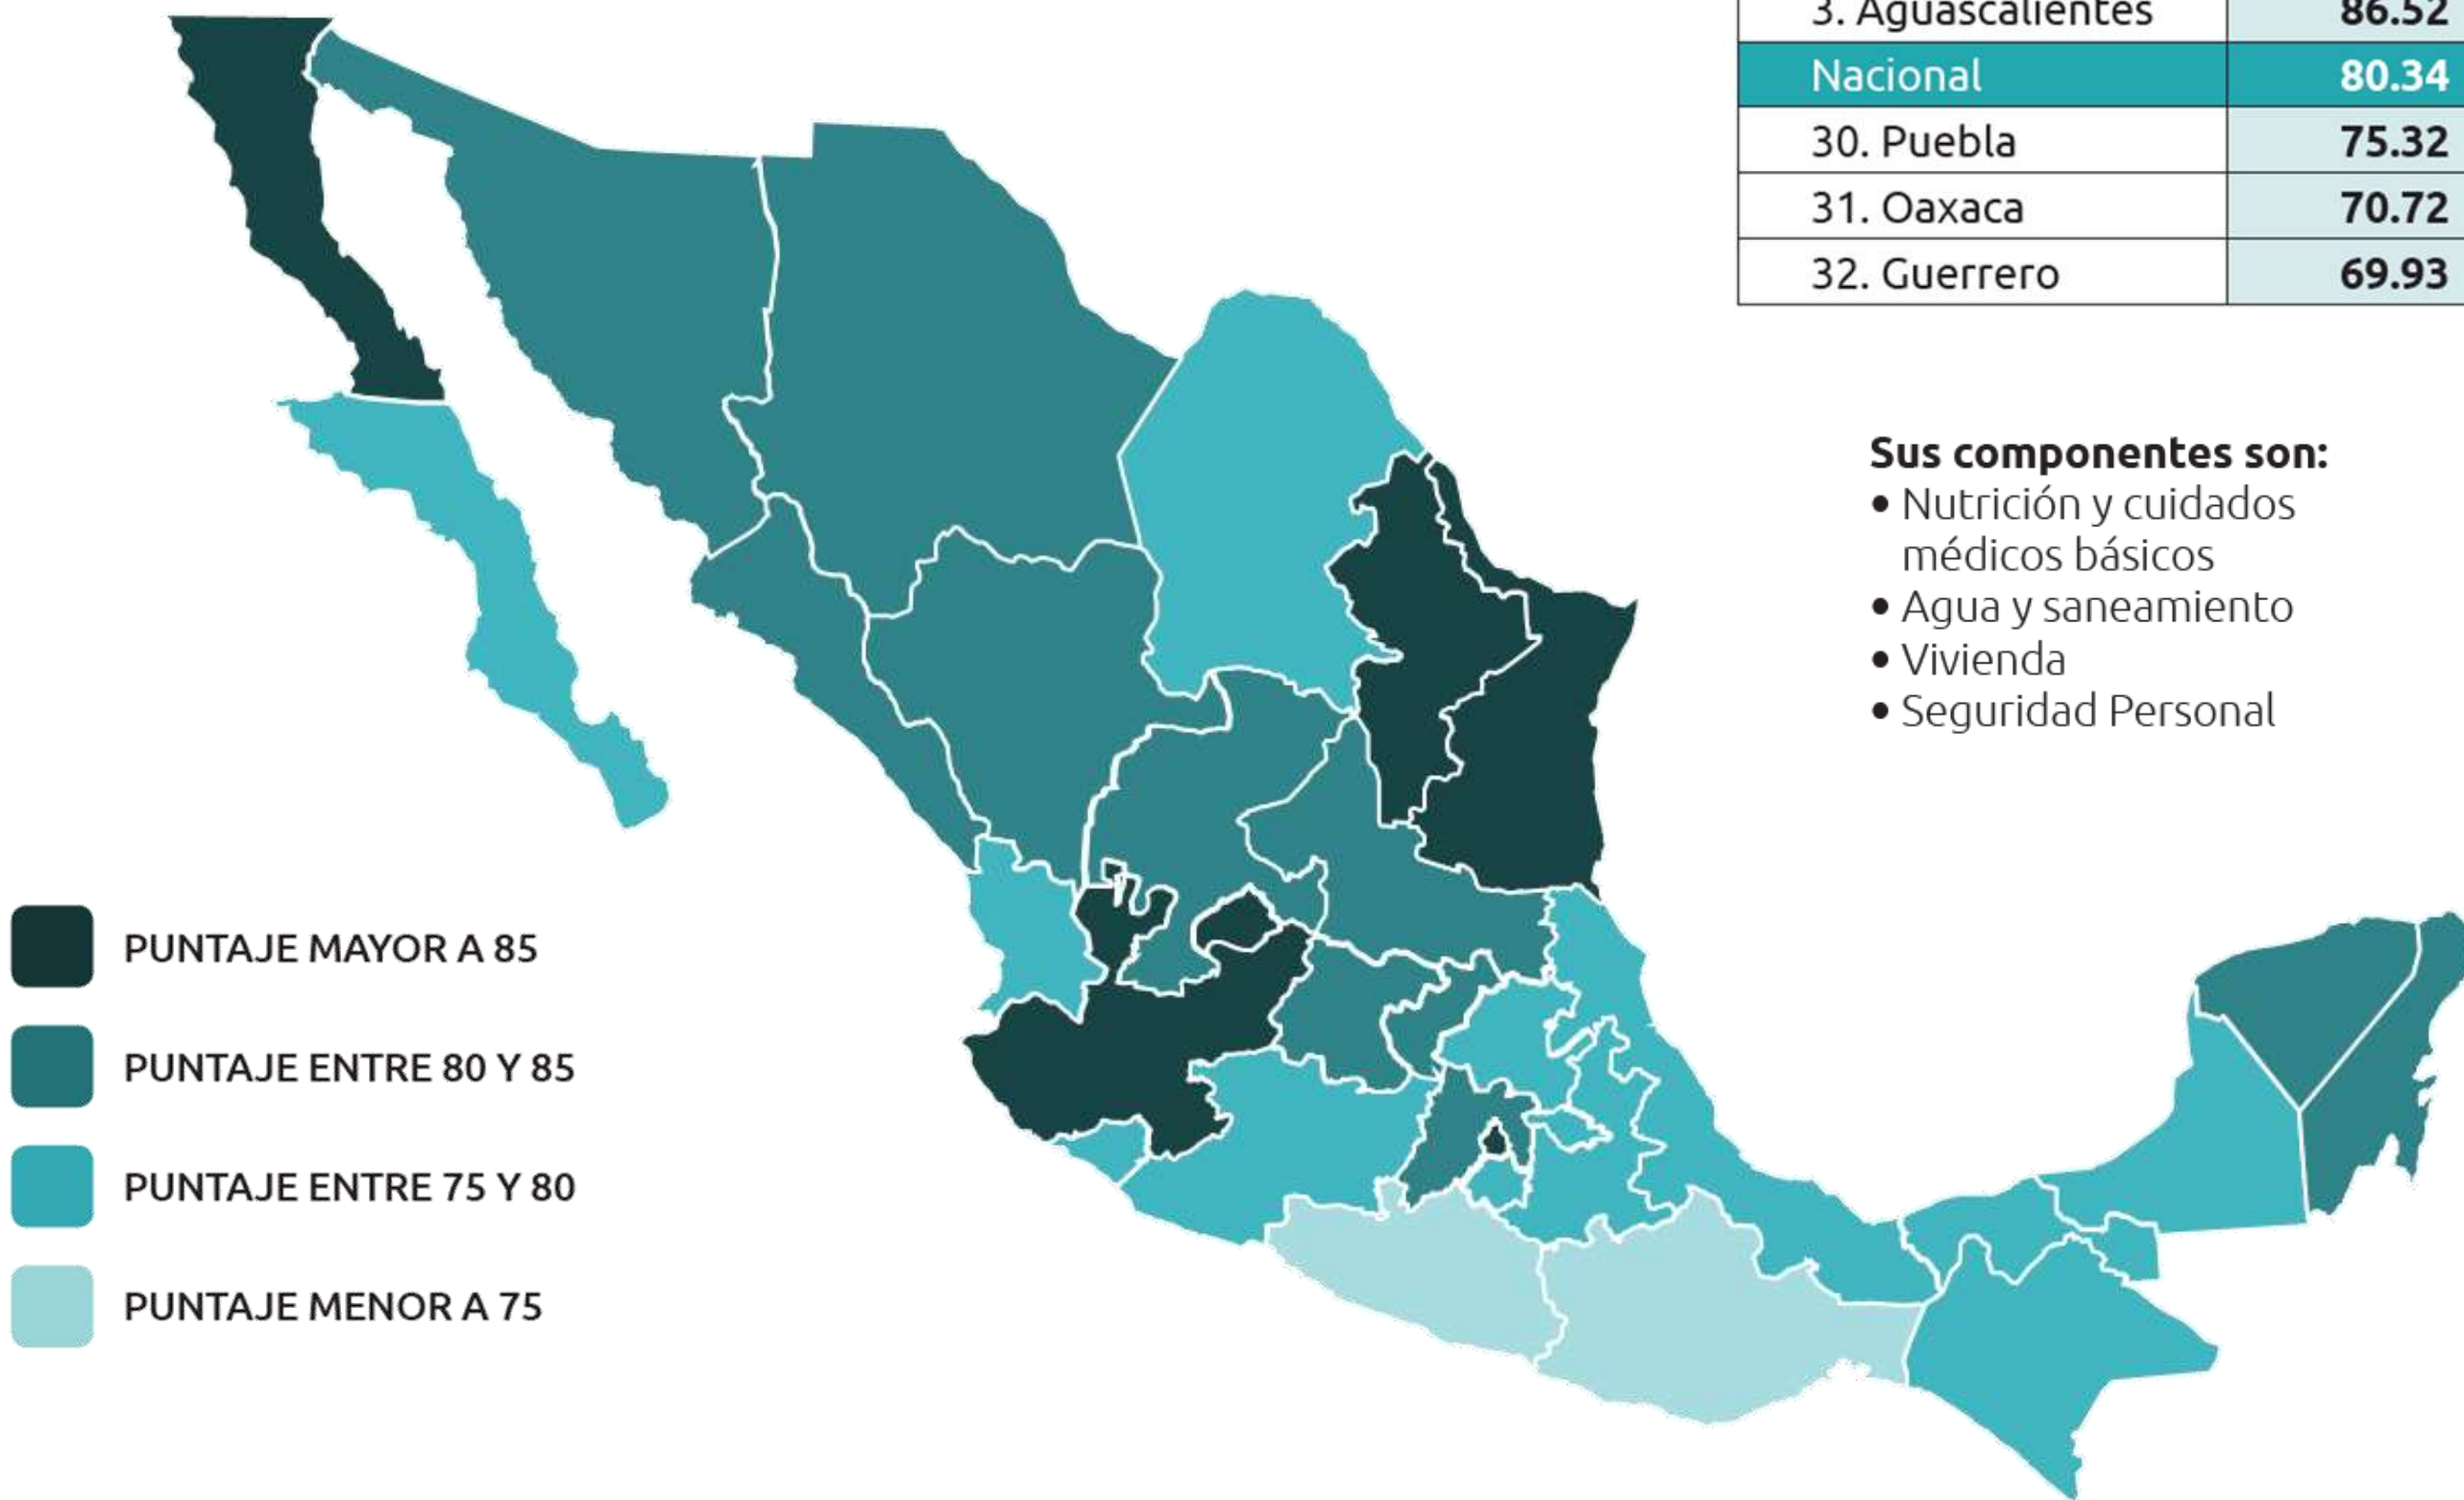 3. Aguascalientes 86.52
Nacional 80.34
30. Puebla 75.32
31. Oaxaca 70.72
32. Guerrero 69.93
Sus componentes son:
• Nutrición y cuidados
médicos básicos
• Agua y saneamiento
• Vivienda
• Seguridad Personal
PUNTAJE MAYOR A 85
PUNTAJE ENTRE 80 Y 85
PUNTAJE ENTRE 75 Y 80
PUNTAJE MENOR A 75